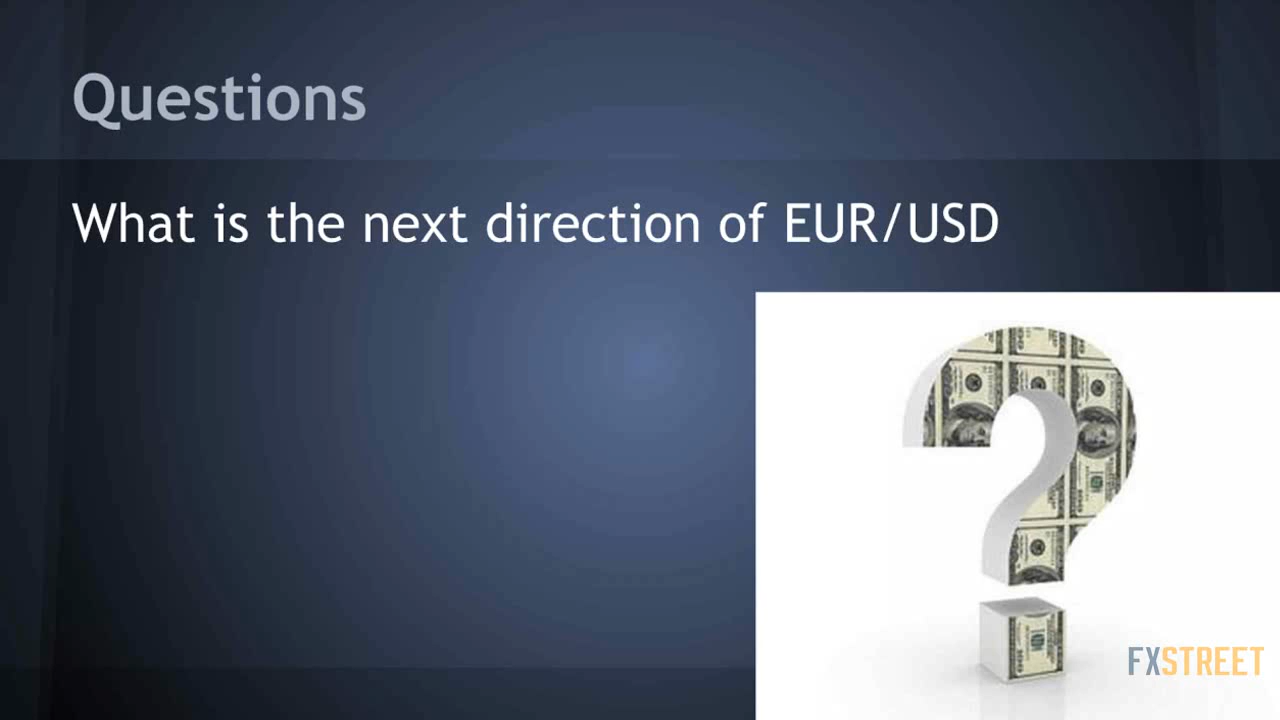 Questions
What is the next direction of EUR/USD
FXSTREET